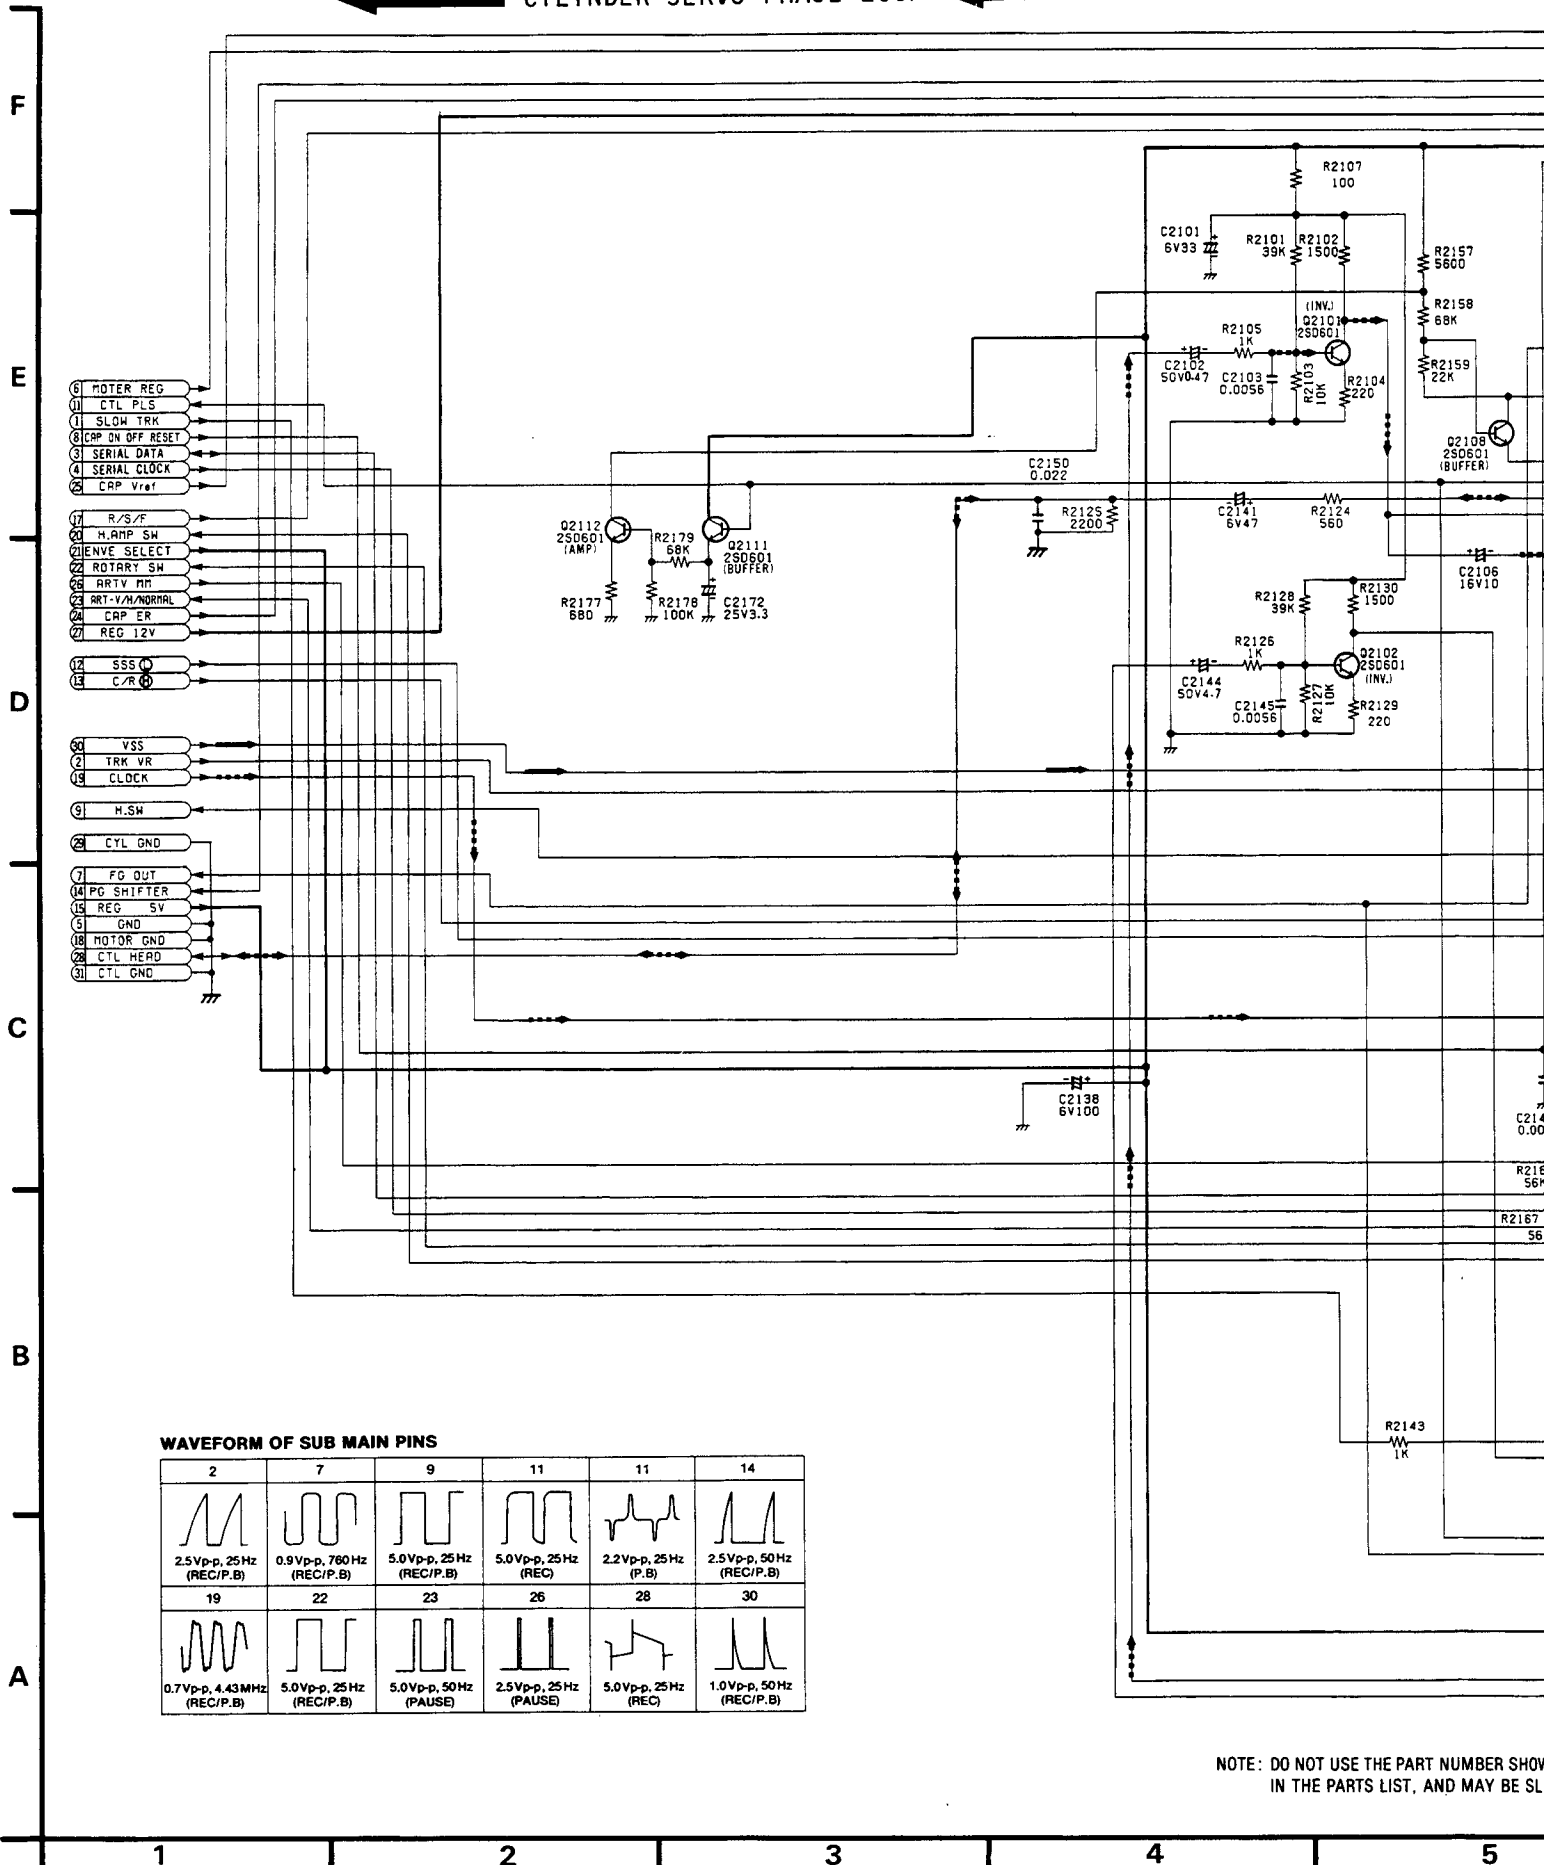 F
R2107
100
C2101
6V33
R2101
39K
R2102
1500
R2157
5600
R2158
68K
(INV.)
Q2101
2SD601
R2105
1K
C2102
50V0.47
C2103
0.0056
R2103
10K
R2104
220
R2159
22K
Q2108
2SD601
(BUFFER)
E
6 MOTER REG
11 CTL PLS
1 SLOW TRK
8 CAP ON OFF RESET
3 SERIAL DATA
4 SERIAL CLOCK
25 CAP Vref
17 R/S/F
20 H.AMP SW
21 ENVE SELECT
22 ROTARY SW
26 ARTV MM
23 ART-V/H/NORMAL
24 CAP ER
27 REG 12V
12 SSS L
13 C/R H
30 VSS
2 TRK VR
19 CLOCK
9 H.SW
29 CYL GND
7 FG OUT
14 PG SHIFTER
15 REG 5V
5 GND
18 MOTOR GND
28 CTL HEAD
31 CTL GND
C2150
0.022
R2125
2200
C2141
6V47
R2124
560
Q2112
2SD601
(AMP)
R2179
68K
Q2111
2SD601
(BUFFER)
R2177
680
R2178
100K
C2172
25V3.3
C2106
16V10
R2128
39K
R2130
1500
R2126
1K
Q2102
2SD601
(INV.)
C2144
50V4.7
C2145
0.0056
R2127
10K
R2129
220
D
C
C2138
6V100
R2167
56
B
R2143
1K
WAVEFORM OF SUB MAIN PINS
2 7 9 11 11 14
2.5Vp-p, 25Hz (REC/P.B)
0.9Vp-p, 760Hz (REC/P.B)
5.0Vp-p, 25Hz (REC/P.B)
5.0Vp-p, 25Hz (REC)
2.2Vp-p, 25Hz (P.B)
2.5Vp-p, 50Hz (REC/P.B)
19 22 23 26 28 30
0.7Vp-p, 4.43MHz (REC/P.B)
5.0Vp-p, 25Hz (REC/P.B)
5.0Vp-p, 50Hz (PAUSE)
2.5Vp-p, 25Hz (PAUSE)
5.0Vp-p, 25Hz (REC)
1.0Vp-p, 50Hz (REC/P.B)
A
NOTE: DO NOT USE THE PART NUMBER
IN THE PARTS LIST, AND MAY BE
1 2 3 4 5